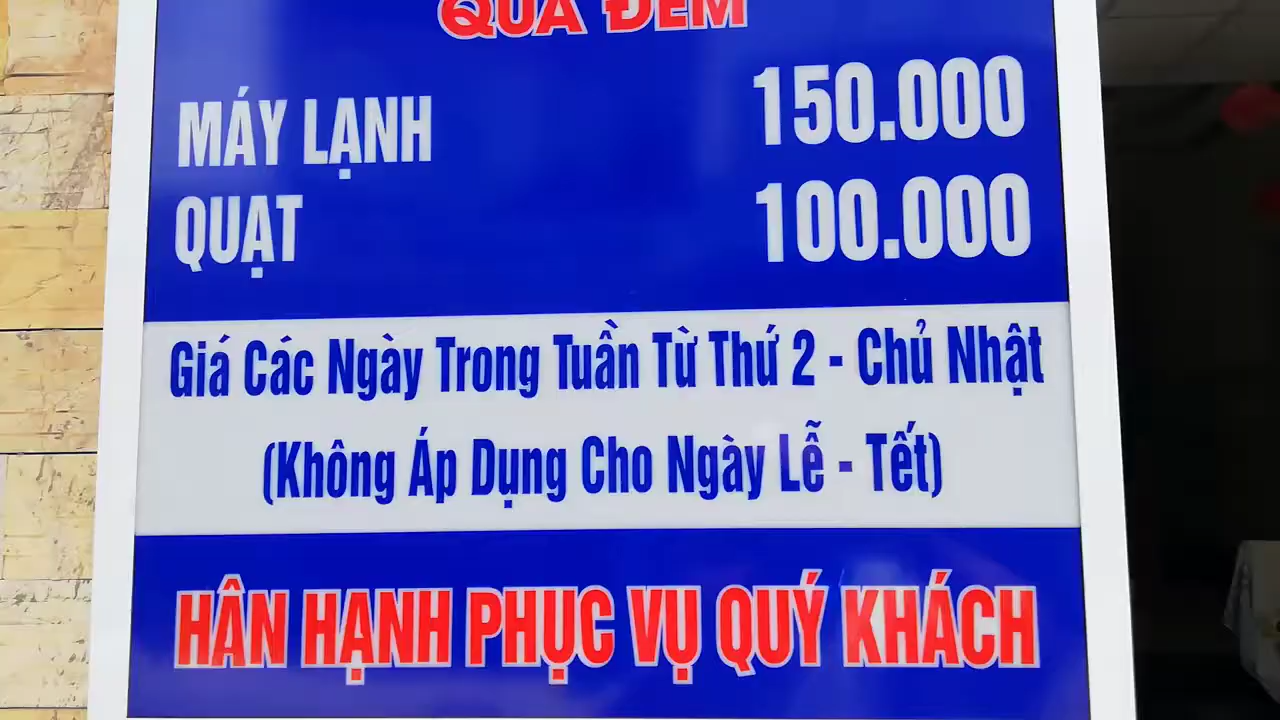 QUA ĐÊM
MÁY LẠNH 150.000
QUẠT 100.000
Giá Các Ngày Trong Tuần Từ Thứ 2 - Chủ Nhật
(Không Áp Dụng Cho Ngày Lễ - Tết)
HÂN HẠNH PHỤC VỤ QUÝ KHÁCH